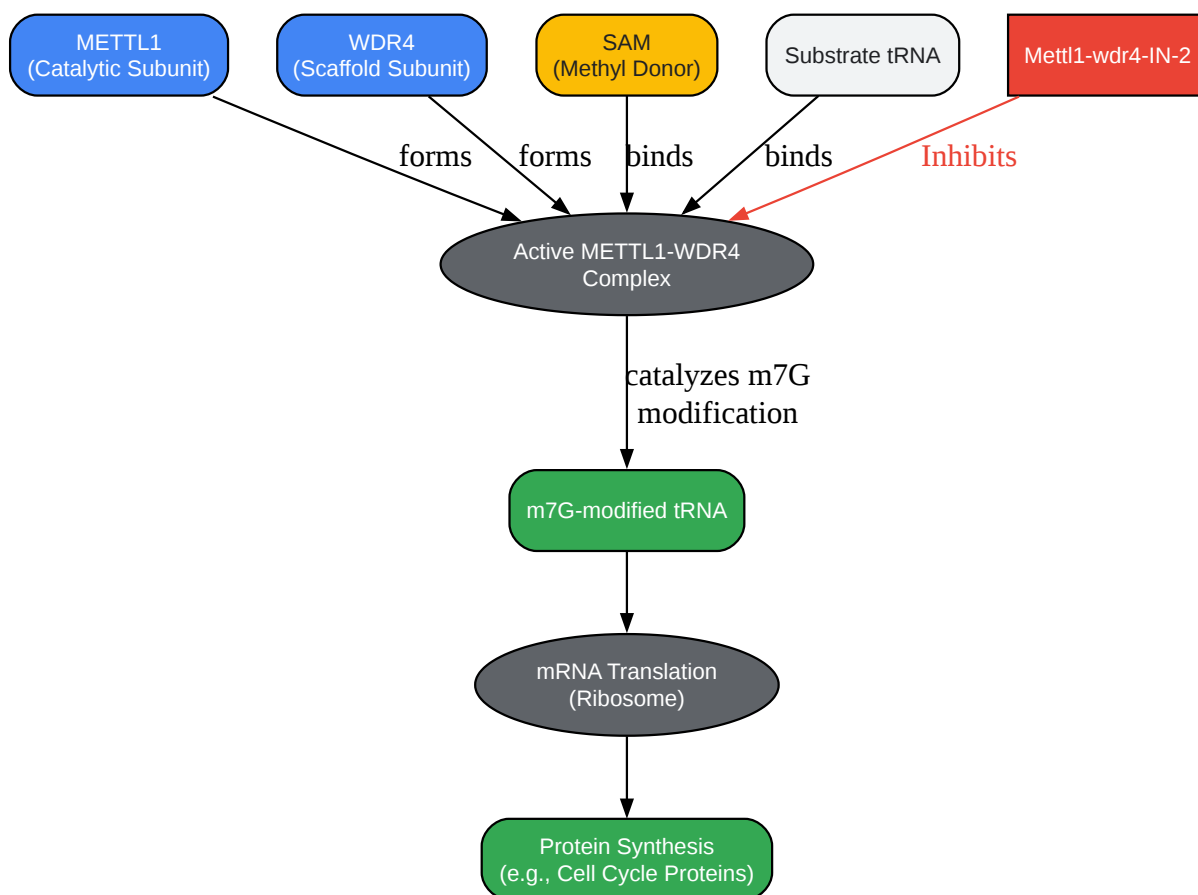 METTL1
(Catalytic Subunit)
WDR4
(Scaffold Subunit)
SAM
(Methyl Donor)
Substrate tRNA
Mettl1-wdr4-IN-2
forms
forms
binds
binds
Inhibits
Active METTL1-WDR4
Complex
catalyzes m7G
modification
m7G-modified tRNA
mRNA Translation
(Ribosome)
Protein Synthesis
(e.g., Cell Cycle Proteins)